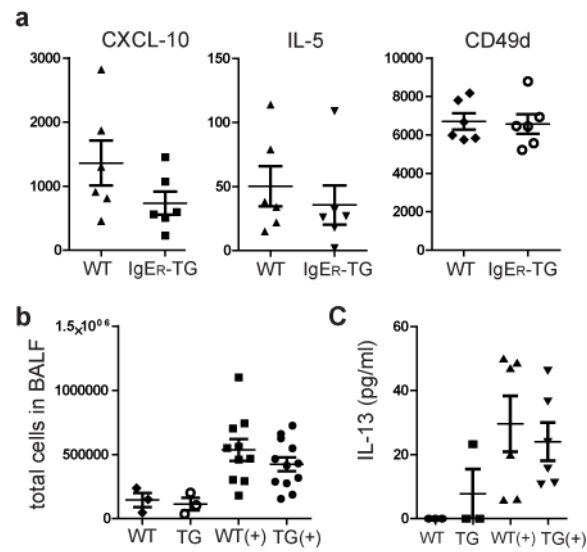 a
CXCL-10 IL-5 CD49d
3000 150 10000
8000
2000 100
6000
1000 50 4000
2000
0 0 0
WT IgER-TG WT IgER-TG WT IgER-TG
b C
1.5×10⁰⁶ 60
1000000 40
500000 20
0 0
total cells in BALF IL-13 (pg/ml)
WT TG WT(+) TG(+) WT TG WT(+) TG(+)